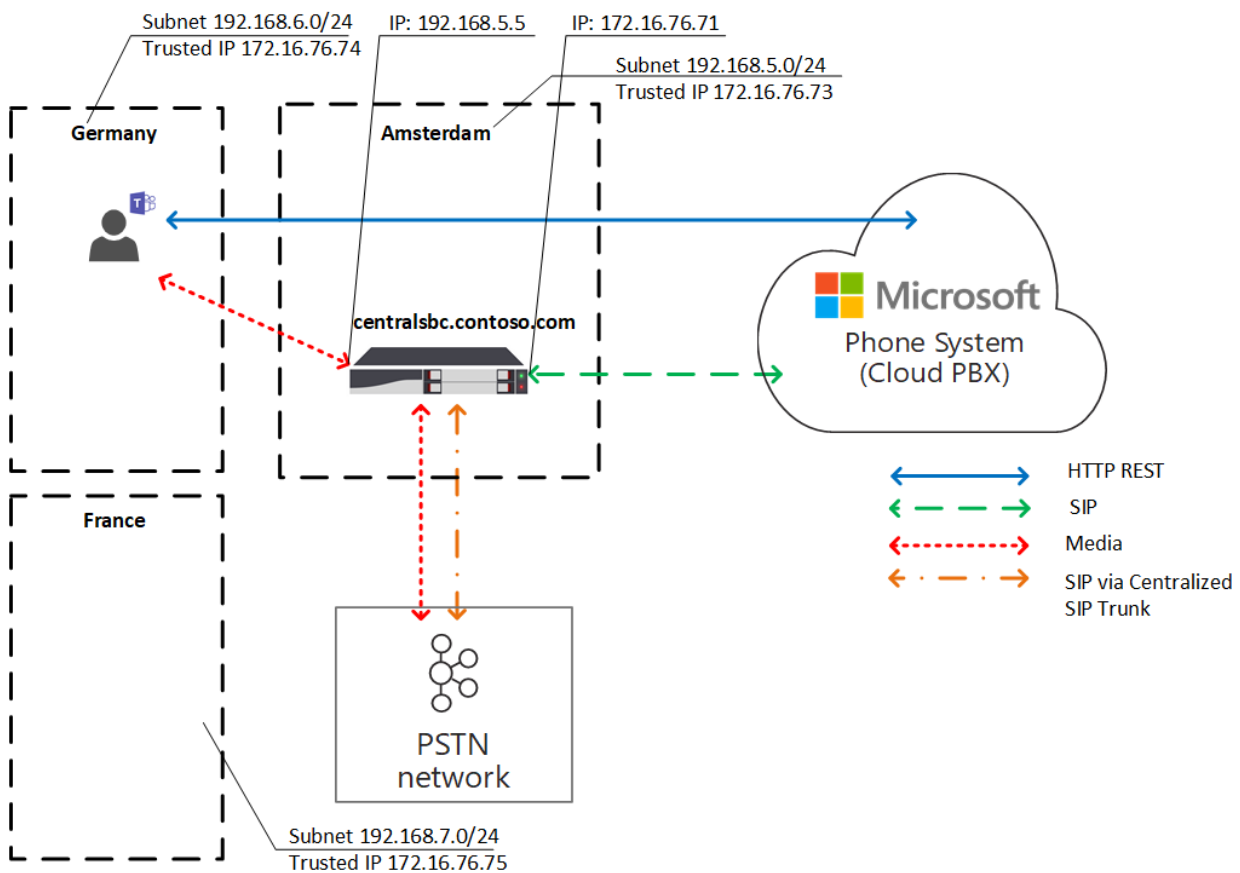 Subnet 192.168.6.0/24
Trusted IP 172.16.76.74
IP: 192.168.5.5
IP: 172.16.76.71
Subnet 192.168.5.0/24
Trusted IP 172.16.76.73
Germany
Amsterdam
T
centralsbc.contoso.com
Microsoft
Phone System
(Cloud PBX)
HTTP REST
SIP
Media
SIP via Centralized
SIP Trunk
France
PSTN
network
Subnet 192.168.7.0/24
Trusted IP 172.16.76.75